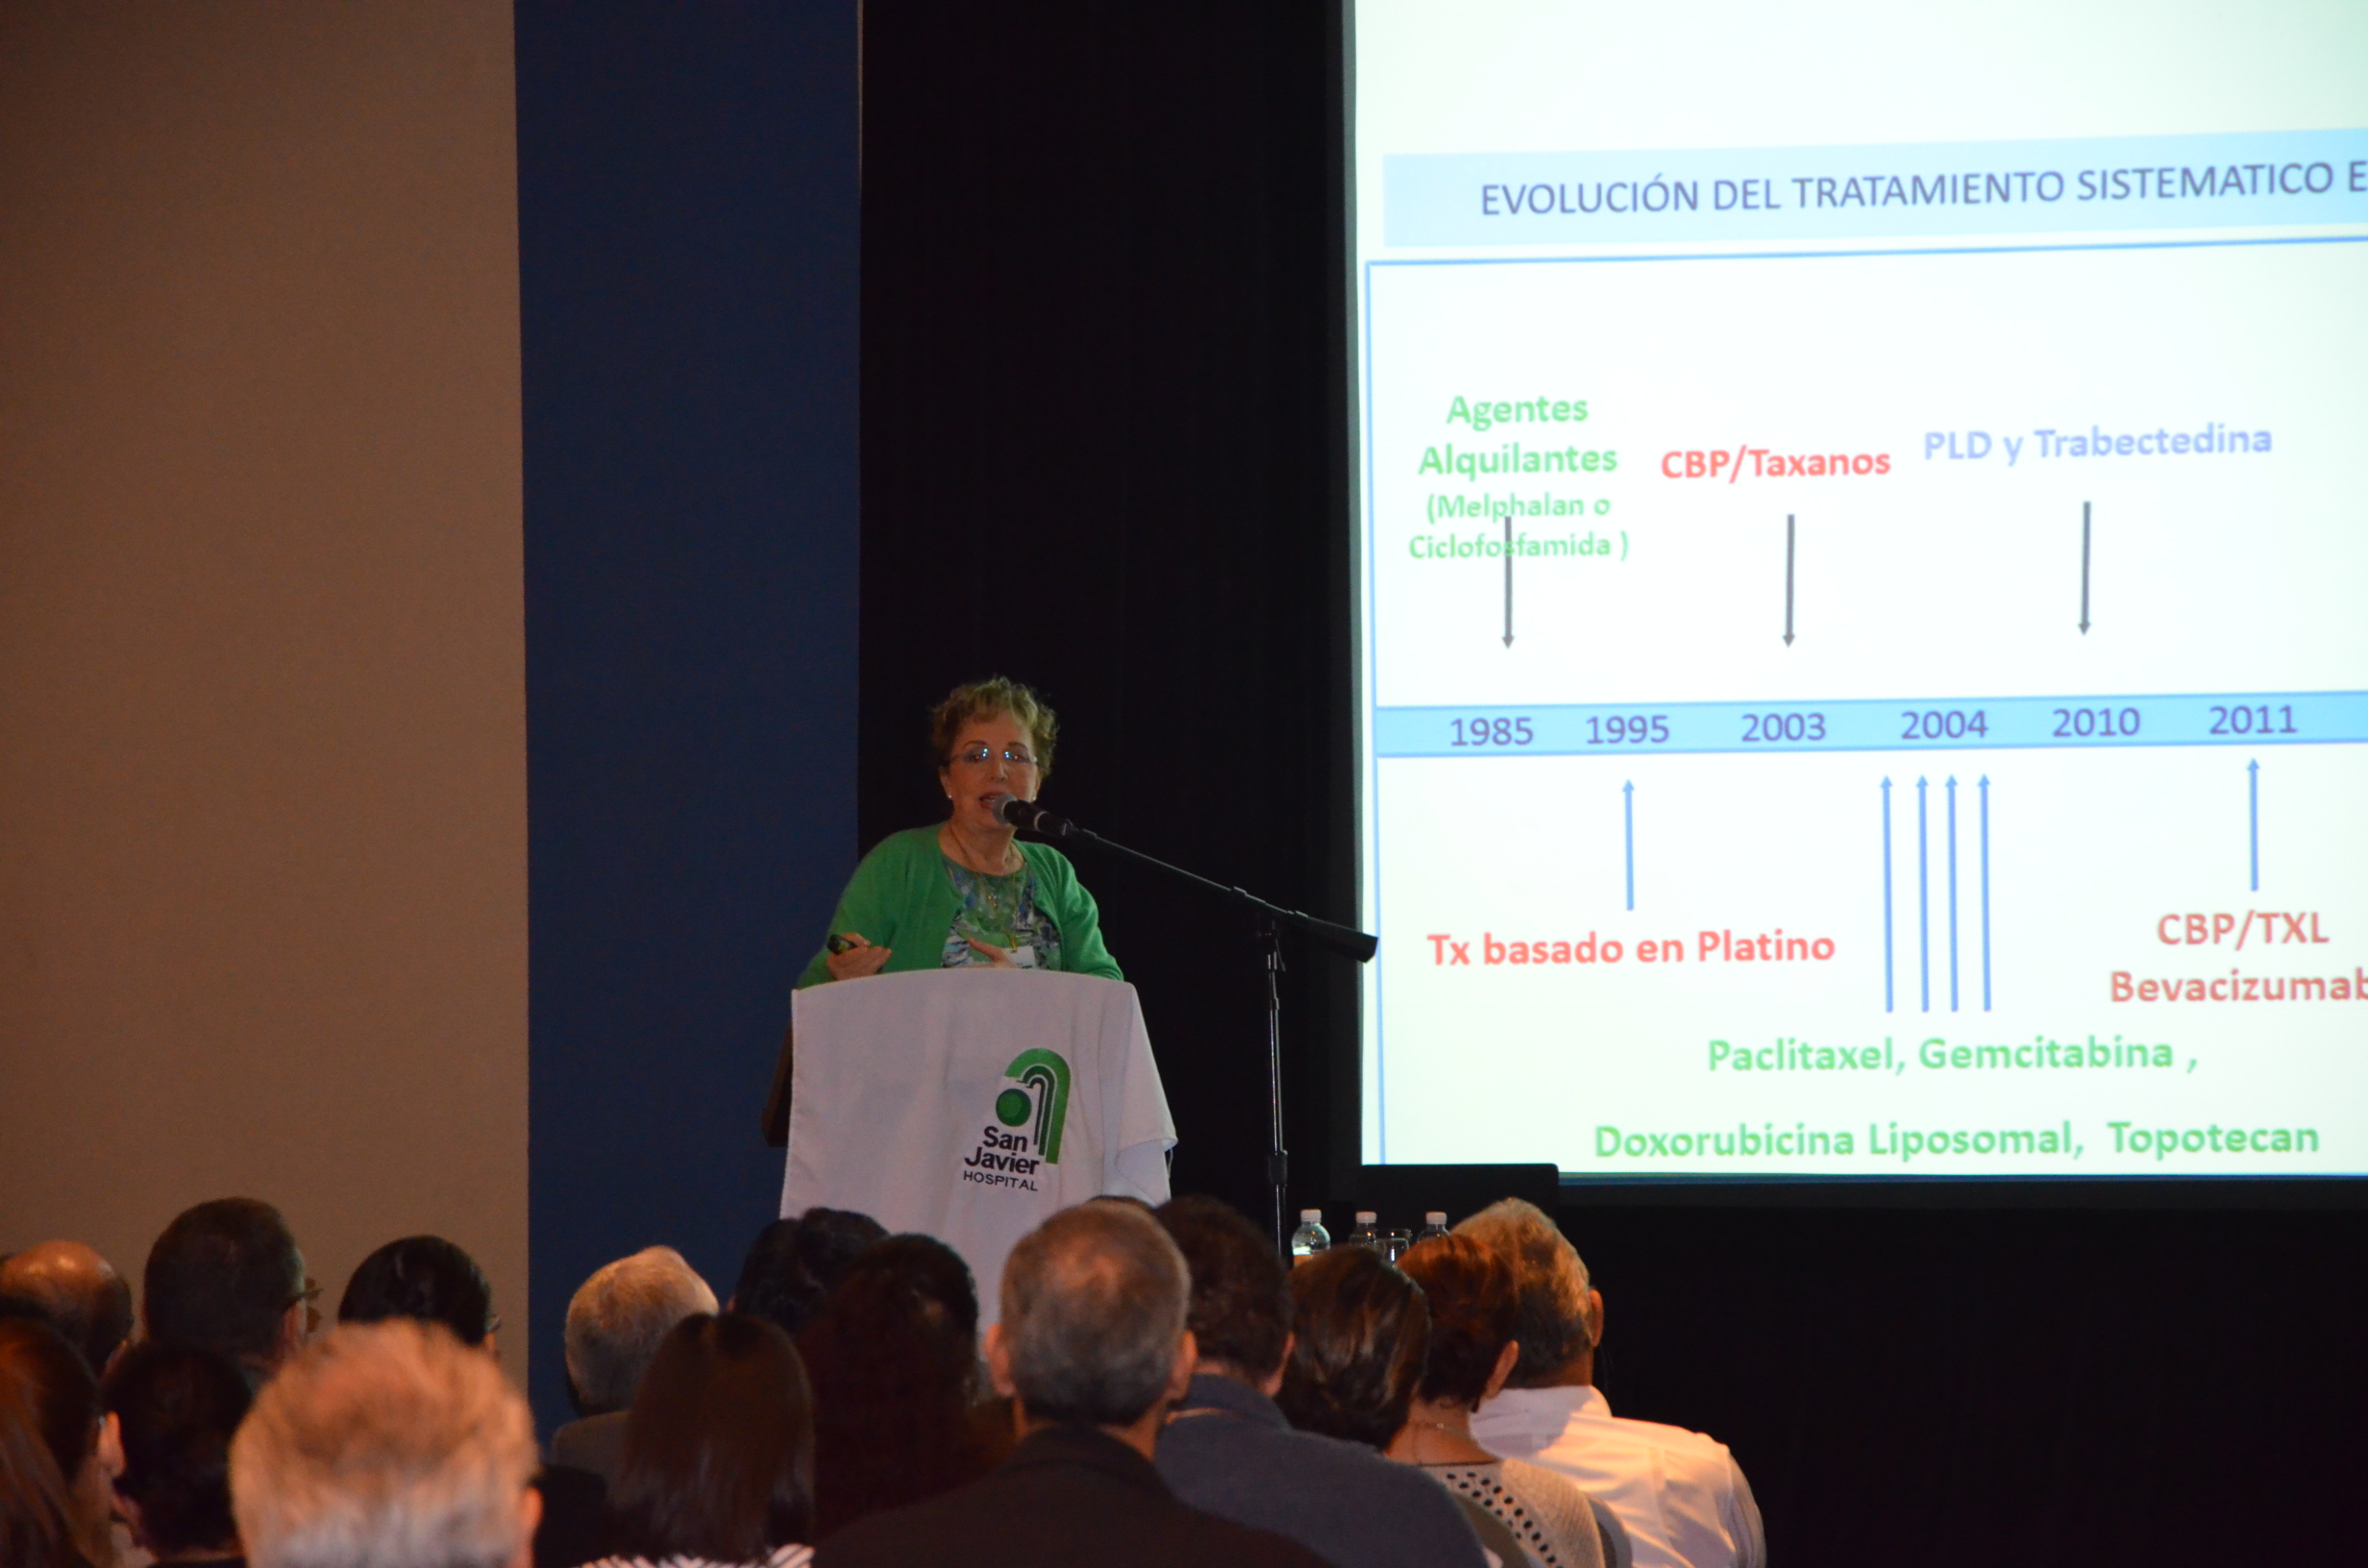 EVOLUCIÓN DEL TRATAMIENTO SISTEMATICO E
Agentes
Alquilantes
(Melphalan o
Ciclofosfamida )
CBP/Taxanos
PLD y Trabectedina
1985 1995 2003 2004 2010 2011
Tx basado en Platino
CBP/TXL
Bevacizumab
Paclitaxel, Gemcitabina ,
Doxorubicina Liposomal, Topotecan
San
Javier
HOSPITAL